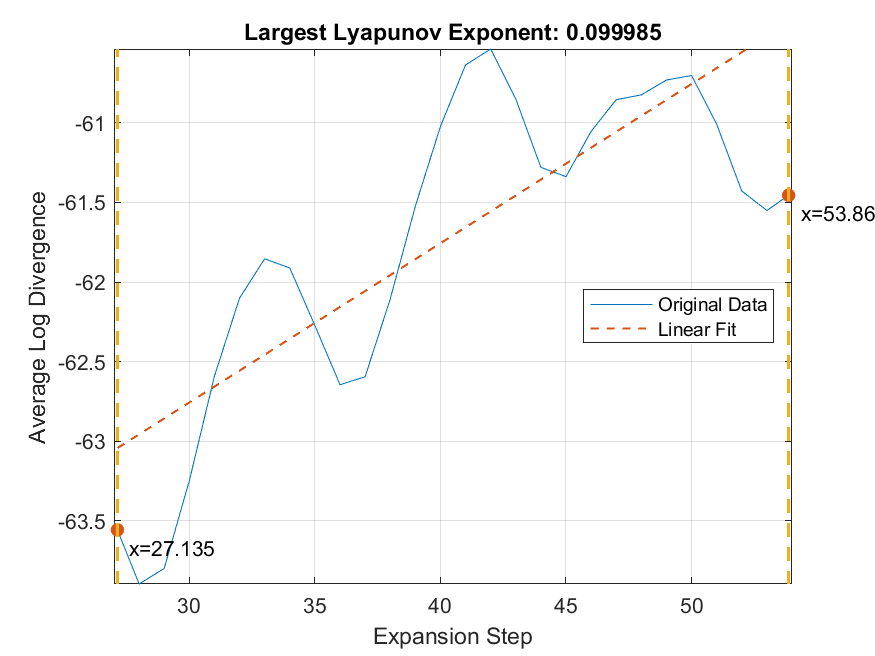 Largest Lyapunov Exponent: 0.099985
Average Log Divergence
-61
-61.5
-62
-62.5
-63
-63.5
x=53.86
Original Data
Linear Fit
x=27.135
30
35
40
45
50
Expansion Step